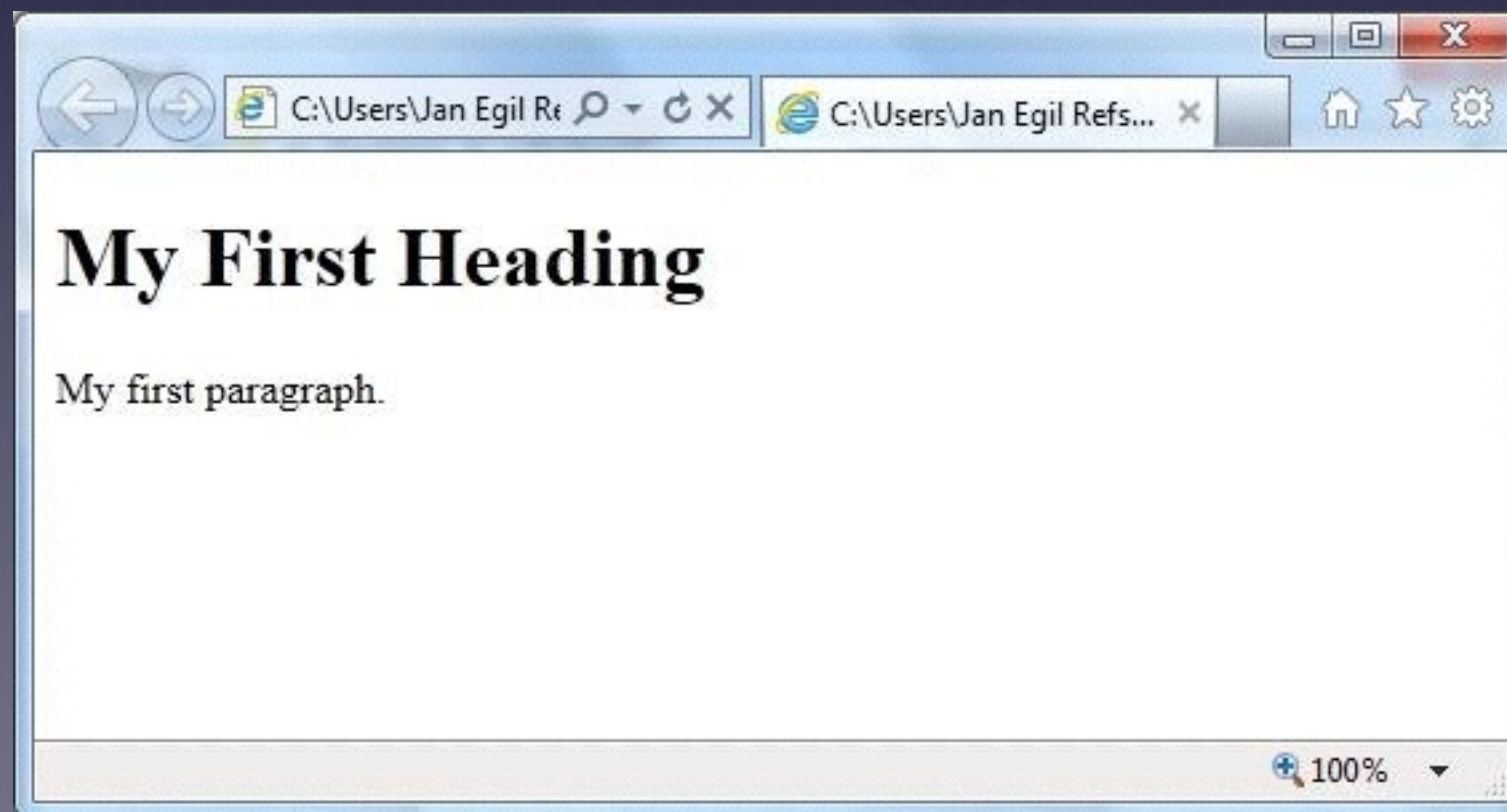 C:\Users\Jan Egil Re
C:\Users\Jan Egil Refs...
My First Heading
My first paragraph.
100%